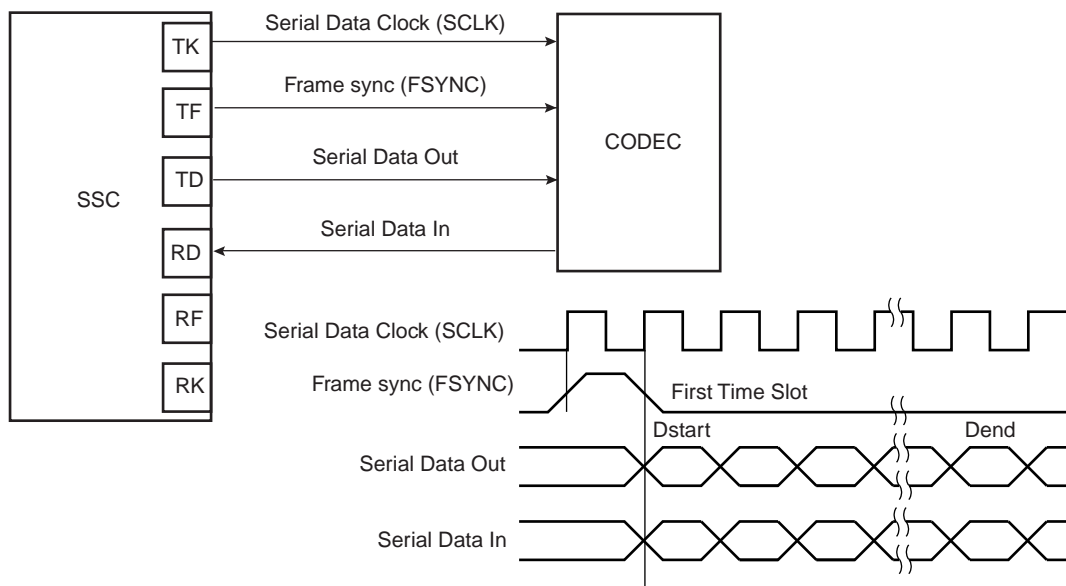 SSC
TK
TF
TD
RD
RF
RK
Serial Data Clock (SCLK)
Frame sync (FSYNC)
Serial Data Out
Serial Data In
CODEC
Serial Data Clock (SCLK)
Frame sync (FSYNC)
First Time Slot
Dstart
Dend
Serial Data Out
Serial Data In